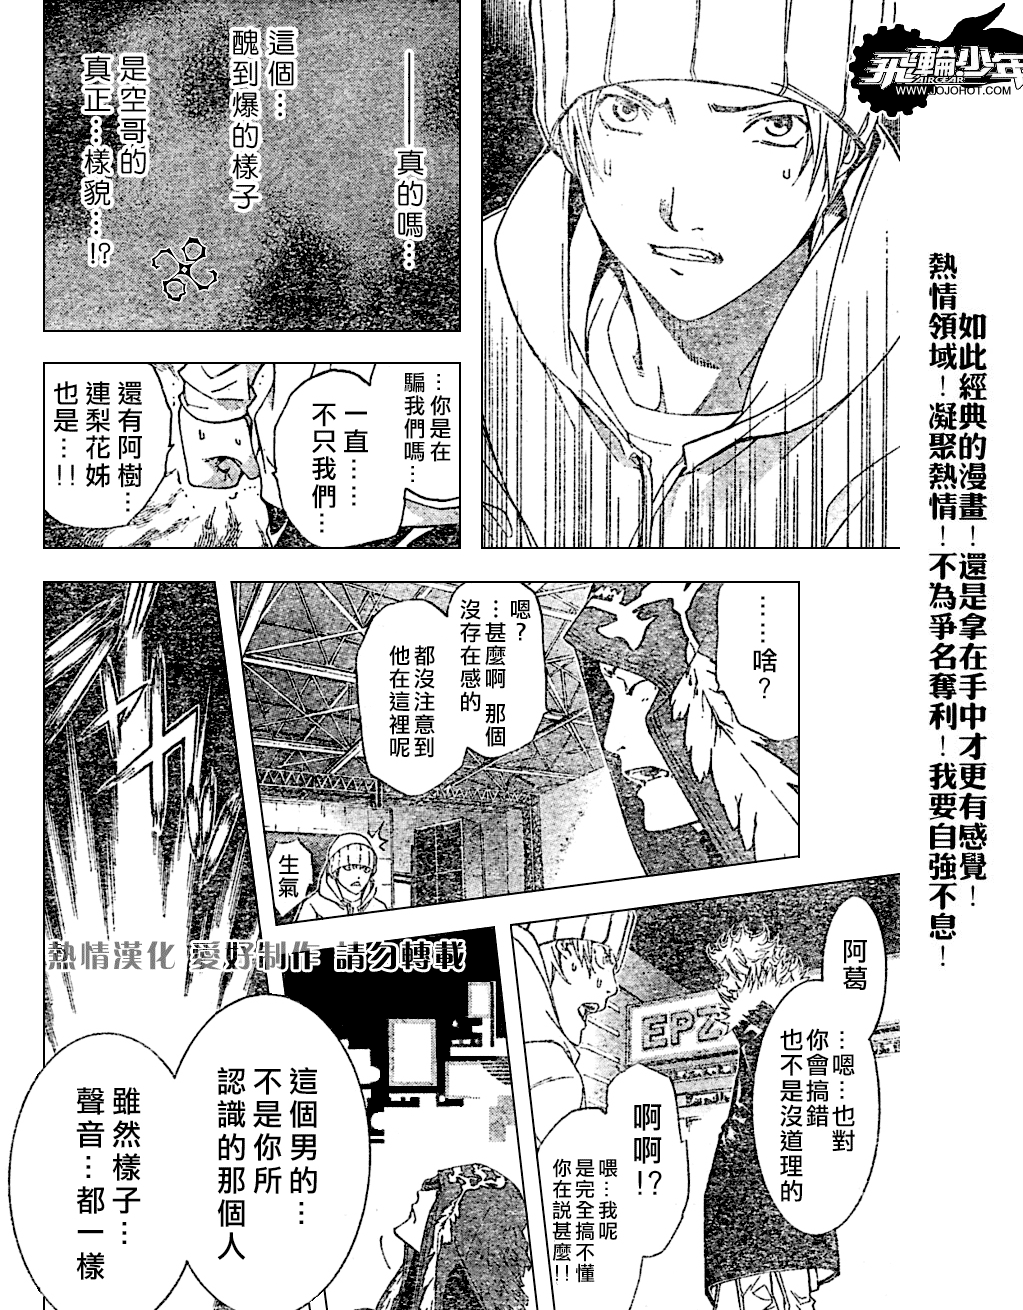 飛輪少年
AIRGEAR
WWW.JOJOHOT.COM
如此經典的漫畫！還是拿在手中才更有感覺！
熱情領域！凝聚熱情！不為爭名奪利！我要自強不息！
——真的嗎…
這個…
醜到爆的樣子
是空哥的
真正…樣貌…!?
…你是在
騙我們嗎…
一直……
不只我們…
還有阿樹…
連梨花姊
也是…!!
……啥？
嗯？
…甚麼啊 那個
沒存在感的
都沒注意到
他在這裡呢
生氣
阿葛
…嗯…也對
你會搞錯
也不是沒道理的
啊啊!?
喂…我呢
是完全搞不懂
你在説甚麼!!
這個男的…
不是你所
認識的那個人
雖然樣子…
聲音…都一樣
熱情漢化 愛好制作 請勿轉載
EPZ